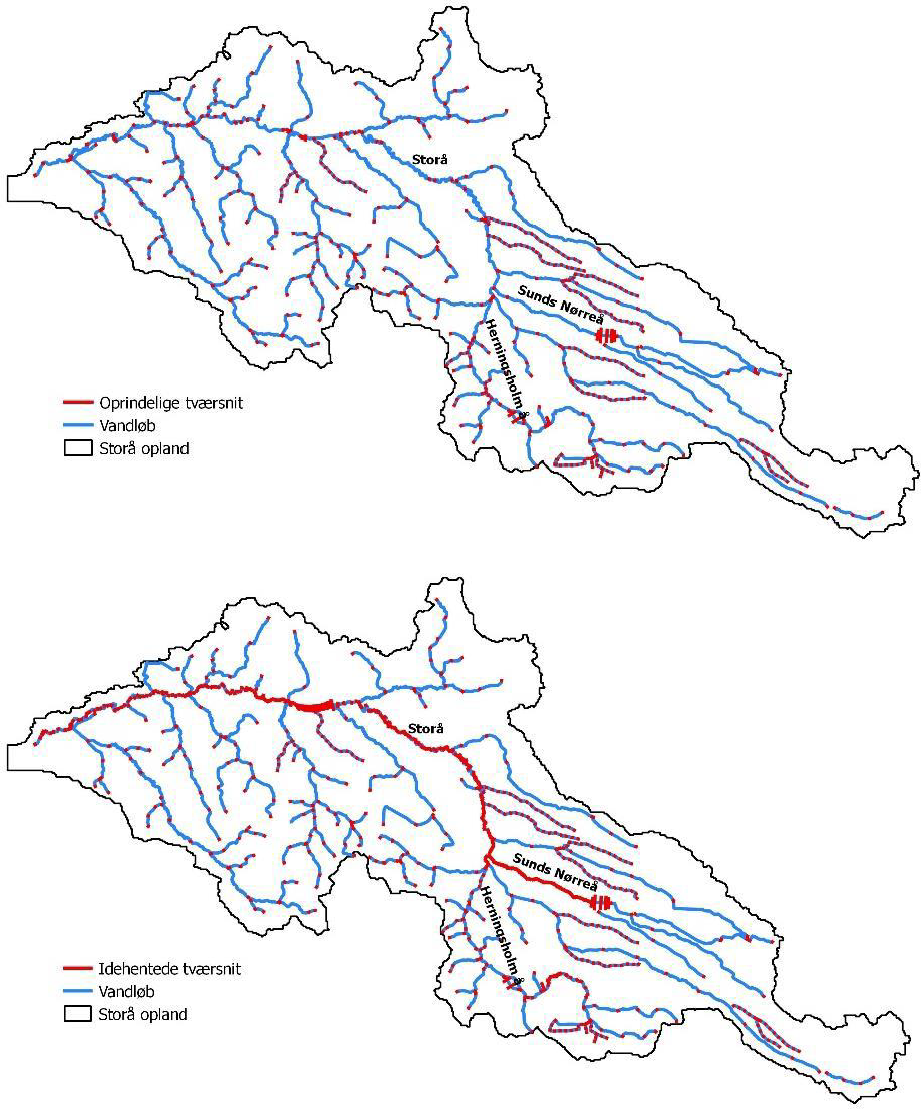 Storå
Sunds Nørreå
Herningsholm Å
Oprindelige tværsnit
Vandløb
Storå opland
Storå
Sunds Nørreå
Herningsholm Å
Idehentede tværsnit
Vandløb
Storå opland